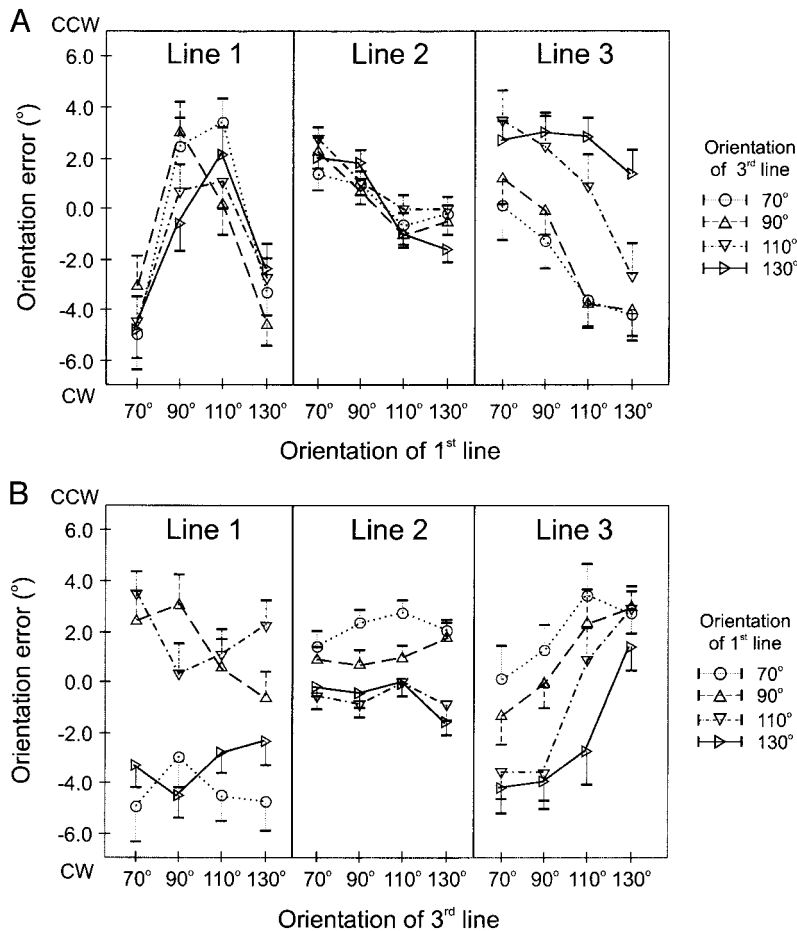 A
CCW
Line 1
Line 2
Line 3
6.0
4.0
2.0
0.0
-2.0
-4.0
-6.0
CW
Orientation error (°)
70° 90° 110° 130°
70° 90° 110° 130°
70° 90° 110° 130°
Orientation of 1st line
Orientation
of 3rd line
70°
90°
110°
130°
B
CCW
Line 1
Line 2
Line 3
6.0
4.0
2.0
0.0
-2.0
-4.0
-6.0
CW
Orientation error (°)
70° 90° 110° 130°
70° 90° 110° 130°
70° 90° 110° 130°
Orientation of 3rd line
Orientation
of 1st line
70°
90°
110°
130°